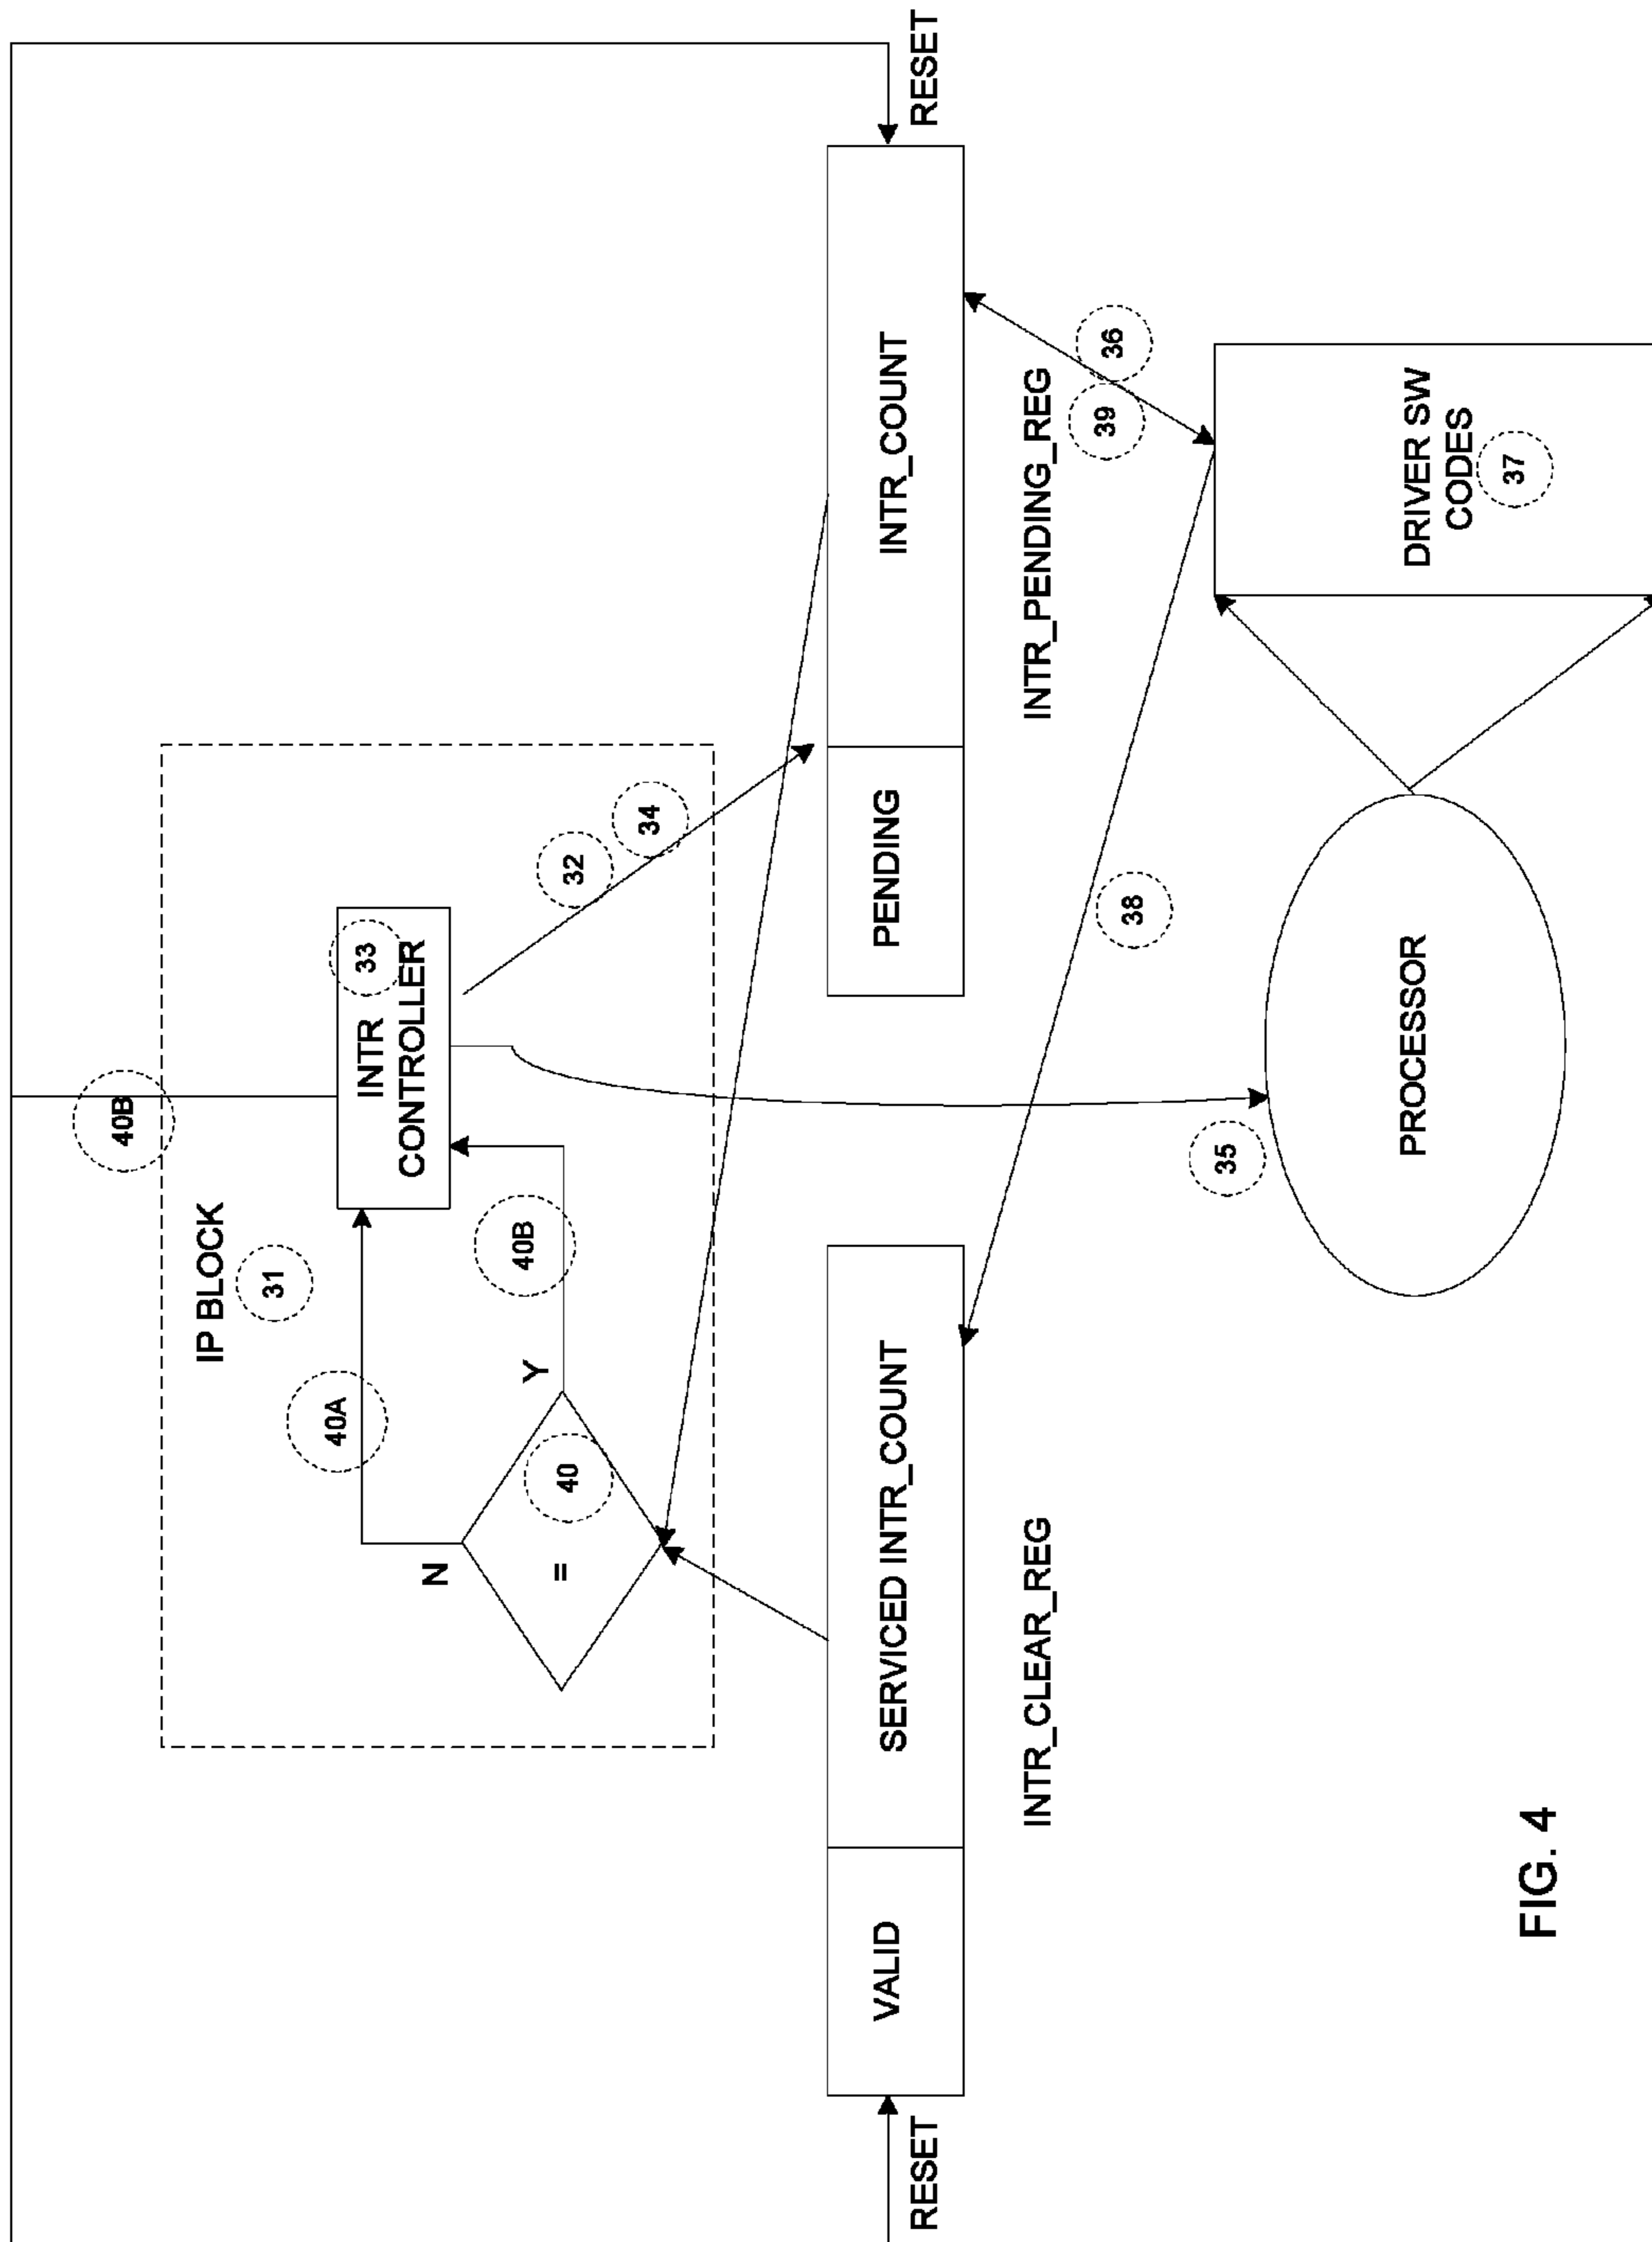 40B
IP BLOCK
31
40A
INTR
CONTROLLER
33
N
=
40
Y
40B
32
34
RESET
VALID
SERVICED INTR_COUNT
INTR_CLEAR_REG
PENDING
INTR_COUNT
RESET
INTR_PENDING_REG
38
39
36
35
PROCESSOR
DRIVER SW
CODES
37
FIG. 4